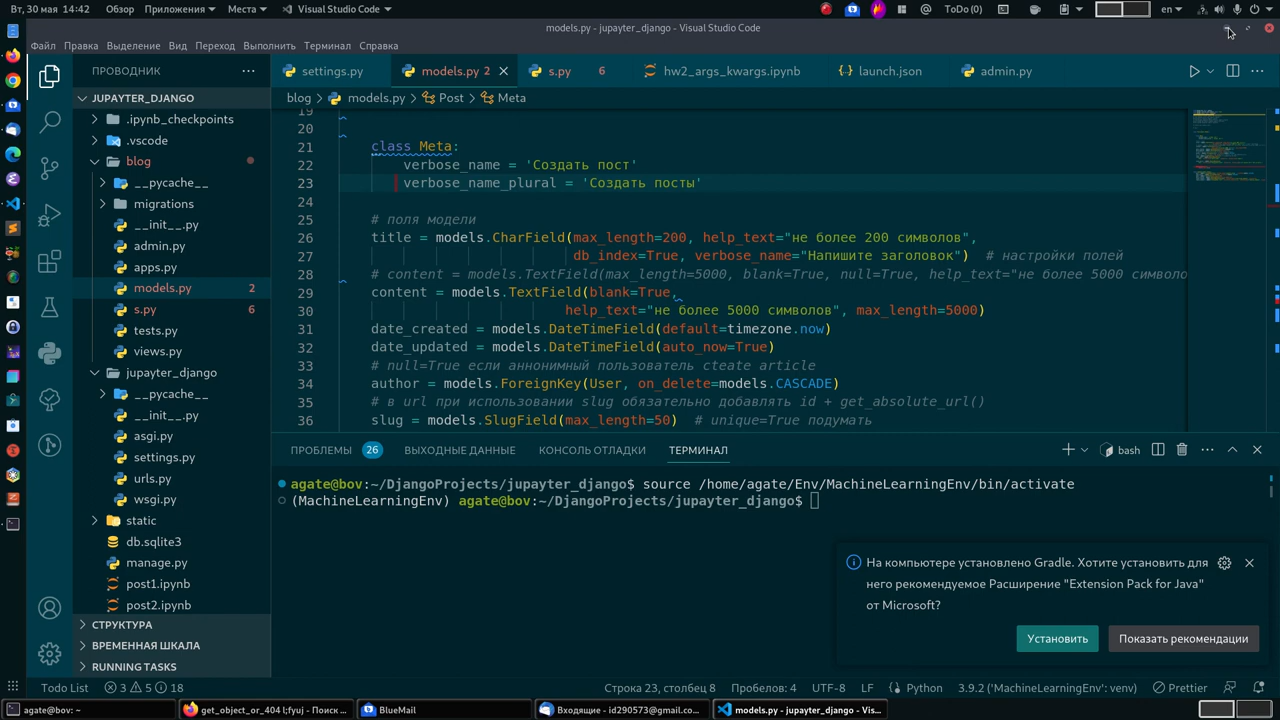 Вт, 30 мая • 14:42 Обзор Приложения Места Visual Studio Code ToDo (0) en
models.py - jupayter_django - Visual Studio Code
Файл Правка Выделение Вид Переход Выполнить Терминал Справка
ПРОВОДНИК
settings.py models.py 2 s.py 6 hw2_args_kwargs.ipynb launch.json admin.py
JUPAYTER_DJANGO
blog > models.py > Post > Meta
.ipynb_checkpoints
.vscode
blog
__pycache__
migrations
__init__.py
admin.py
apps.py
models.py 2
s.py 6
tests.py
views.py
jupayter_django
__pycache__
__init__.py
asgi.py
settings.py
urls.py
wsgi.py
static
db.sqlite3
manage.py
post1.ipynb
post2.ipynb
СТРУКТУРА
ВРЕМЕННАЯ ШКАЛА
RUNNING TASKS
19
20
21 class Meta:
22 verbose_name = 'Создать пост'
23 verbose_name_plural = 'Создать посты'
24
25 # поля модели
26 title = models.CharField(max_length=200, help_text="не более 200 символов",
27 db_index=True, verbose_name="Напишите заголовок") # настройки полей
28 # content = models.TextField(max_length=5000, blank=True, null=True, help_text="не более 5000 символо
29 content = models.TextField(blank=True,
30 help_text="не более 5000 символов", max_length=5000)
31 date_created = models.DateTimeField(default=timezone.now)
32 date_updated = models.DateTimeField(auto_now=True)
33 # null=True если аннонимный пользователь cteate article
34 author = models.ForeignKey(User, on_delete=models.CASCADE)
35 # в url при использовании slug обязательно добавлять id + get_absolute_url()
36 slug = models.SlugField(max_length=50) # unique=True подумать
ПРОБЛЕМЫ 26 ВЫХОДНЫЕ ДАННЫЕ КОНСОЛЬ ОТЛАДКИ ТЕРМИНАЛ bash
agate@bov:~/DjangoProjects/jupayter_django$ source /home/agate/Env/MachineLearningEnv/bin/activate
(MachineLearningEnv) agate@bov:~/DjangoProjects/jupayter_django$
На компьютере установлено Gradle. Хотите установить для
него рекомендуемое Расширение "Extension Pack for Java"
от Microsoft?
Установить Показать рекомендации
Todo List 3 5 18 Строка 23, столбец 8 Пробелов: 4 UTF-8 LF Python 3.9.2 ('MachineLearningEnv': venv) Prettier
agate@bov: ~ get_object_or_404 l;fyuj - Поиск ... BlueMail Входящие - id290573@gmail.co... models.py - jupayter_django - Vis...